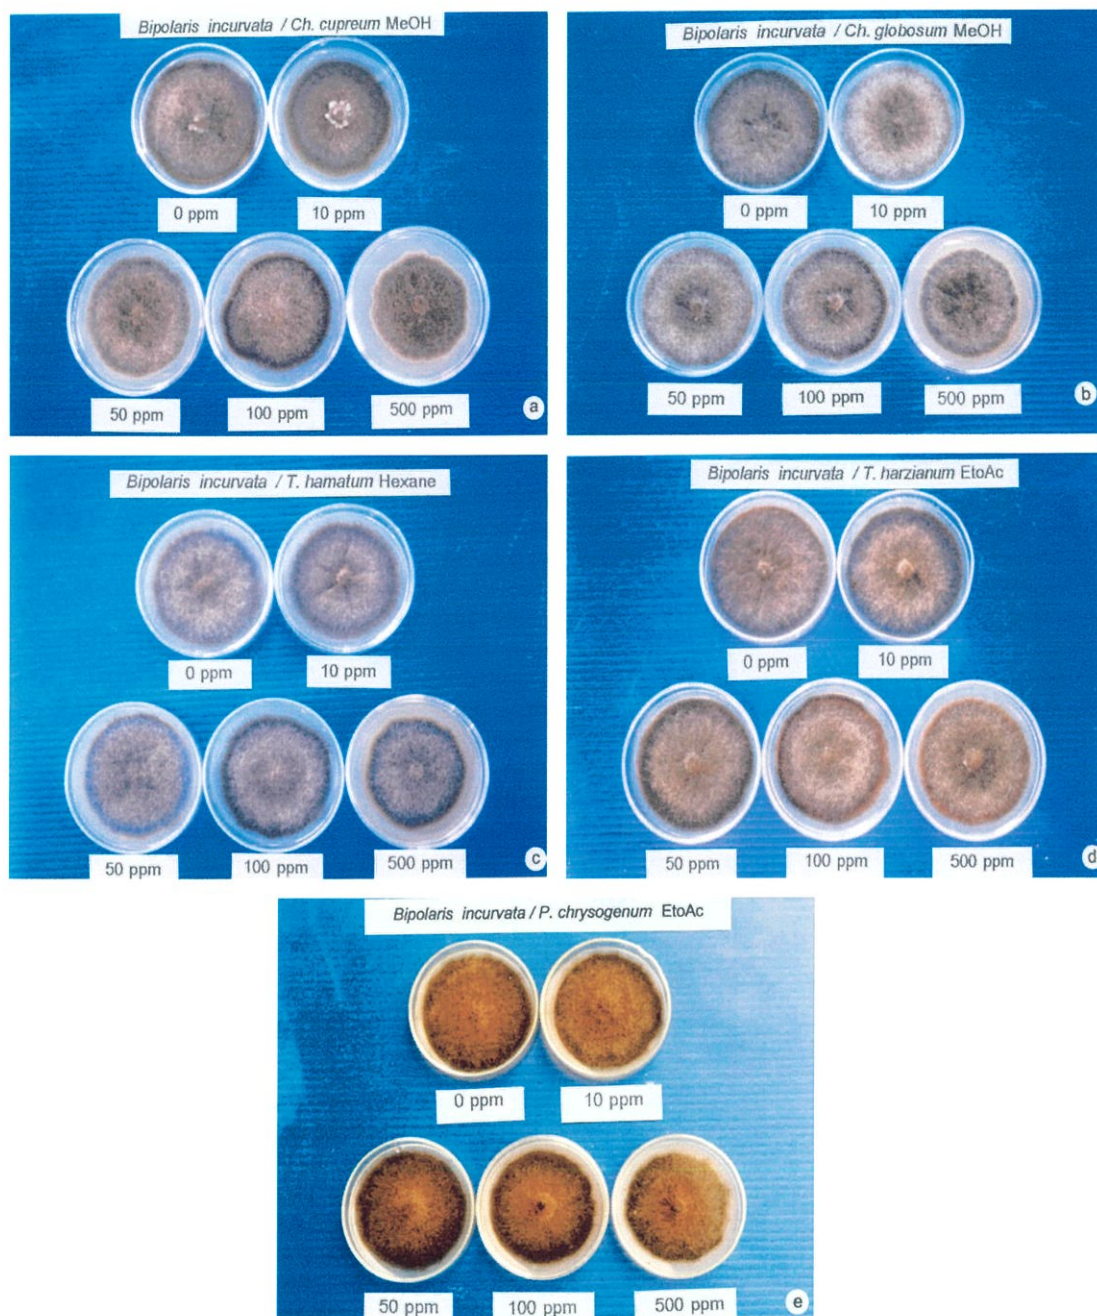 Bipolaris incurvata / Ch. cupreum MeOH
0 ppm
10 ppm
50 ppm
100 ppm
500 ppm
a
Bipolaris incurvata / Ch. globosum MeOH
0 ppm
10 ppm
50 ppm
100 ppm
500 ppm
b
Bipolaris incurvata / T. hamatum Hexane
0 ppm
10 ppm
50 ppm
100 ppm
500 ppm
c
Bipolaris incurvata / T. harzianum EtoAc
0 ppm
10 ppm
50 ppm
100 ppm
500 ppm
d
Bipolaris incurvata / P. chrysogenum EtoAc
0 ppm
10 ppm
50 ppm
100 ppm
500 ppm
e